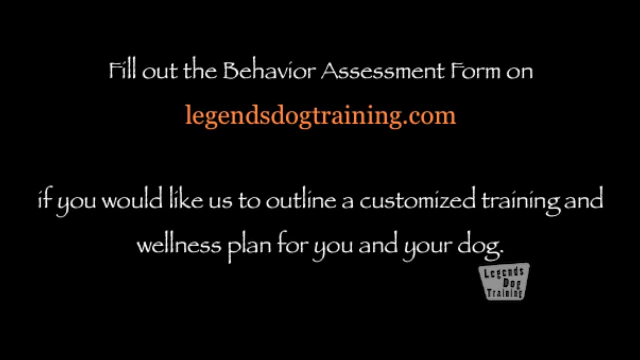 Fill out the Behavior Assessment Form on
legendsdogtraining.com
if you would like us to outline a customized training and
wellness plan for you and your dog.
Legends
Dog
Training